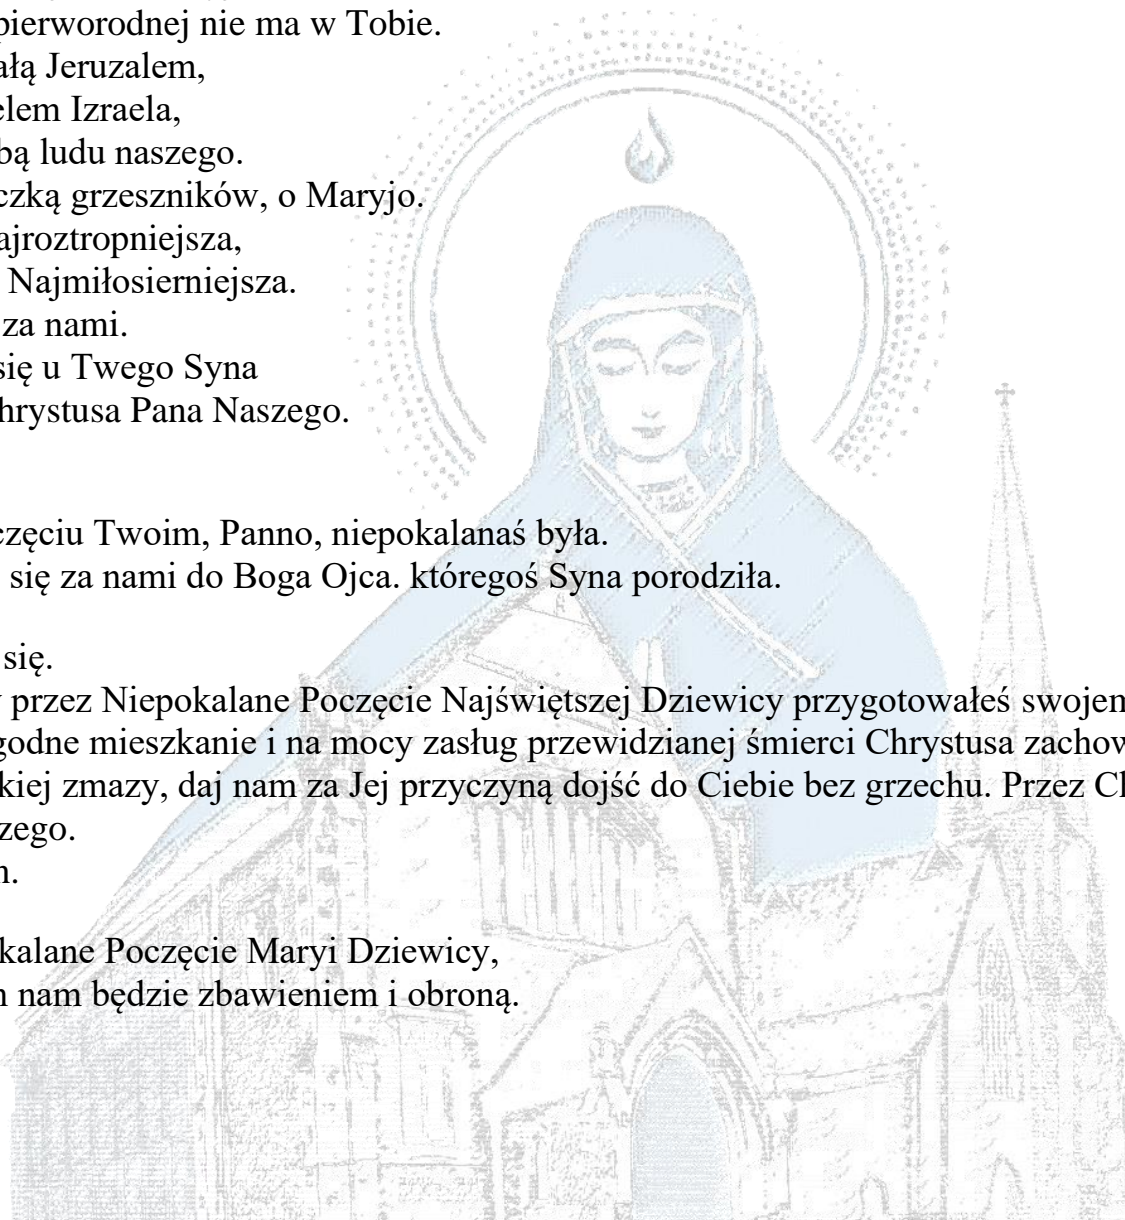 pierworodnej nie ma w Tobie.
ałą Jeruzalem,
elem Izraela,
bą ludu naszego.
czką grzeszników, o Maryjo.
ajroztropniejsza,
Najmiłosierniejsza.
za nami.
się u Twego Syna
hrystusa Pana Naszego.
częciu Twoim, Panno, niepokalanaś była.
się za nami do Boga Ojca. któregoś Syna porodziła.
się.
y przez Niepokalane Poczęcie Najświętszej Dziewicy przygotowałeś swojem
godne mieszkanie i na mocy zasług przewidzianej śmierci Chrystusa zachow
kiej zmazy, daj nam za Jej przyczyną dojść do Ciebie bez grzechu. Przez Ch
zego.
n.
kalane Poczęcie Maryi Dziewicy,
n nam będzie zbawieniem i obroną.